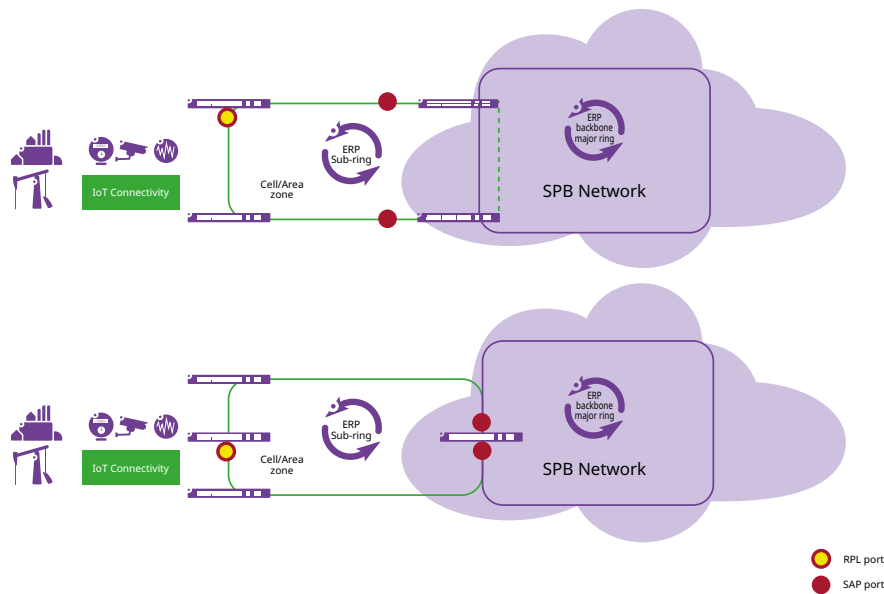 ERP
backbone
major ring
ERP
Sub-ring
Cell/Area
zone
IoT Connectivity
SPB Network
ERP
backbone
major ring
ERP
Sub-ring
Cell/Area
zone
IoT Connectivity
SPB Network
RPL port
SAP port